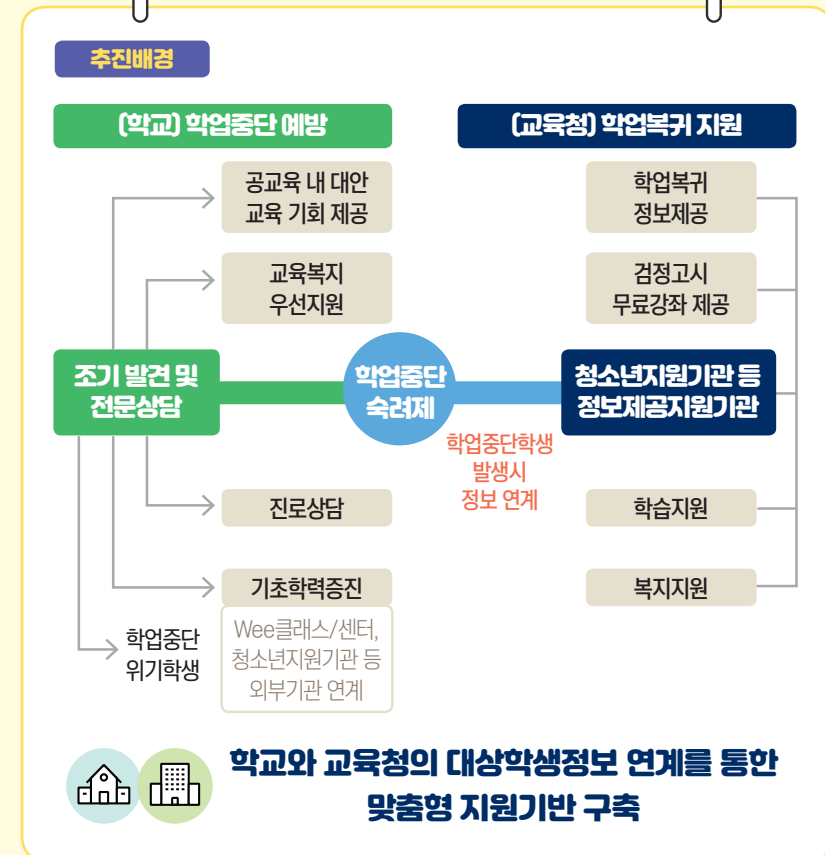 추진배경
(학교) 학업중단 예방
공교육 내 대안
교육 기회 제공
교육복지
우선지원
조기 발견 및
전문상담
진로상담
기초학력증진
Wee클래스/센터,
청소년지원기관 등
외부기관 연계
학업중단
위기학생
학업중단
숙려제
학업중단학생
발생시
정보 연계
(교육청) 학업복귀 지원
학업복귀
정보제공
검정고시
무료강좌 제공
청소년지원기관 등
정보제공지원기관
학습지원
복지지원
학교와 교육청의 대상학생정보 연계를 통한
맞춤형 지원기반 구축